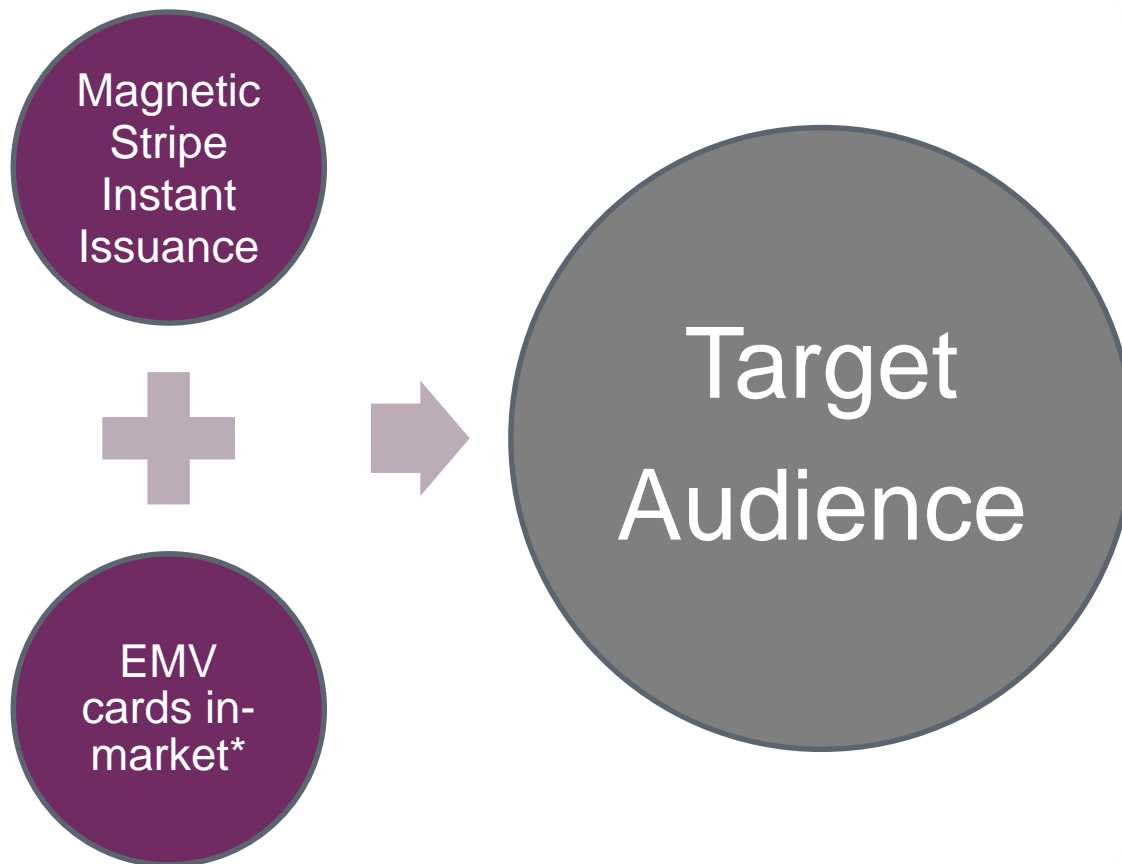 Magnetic
Stripe
Instant
Issuance
EMV
cards in-
market*
Target
Audience